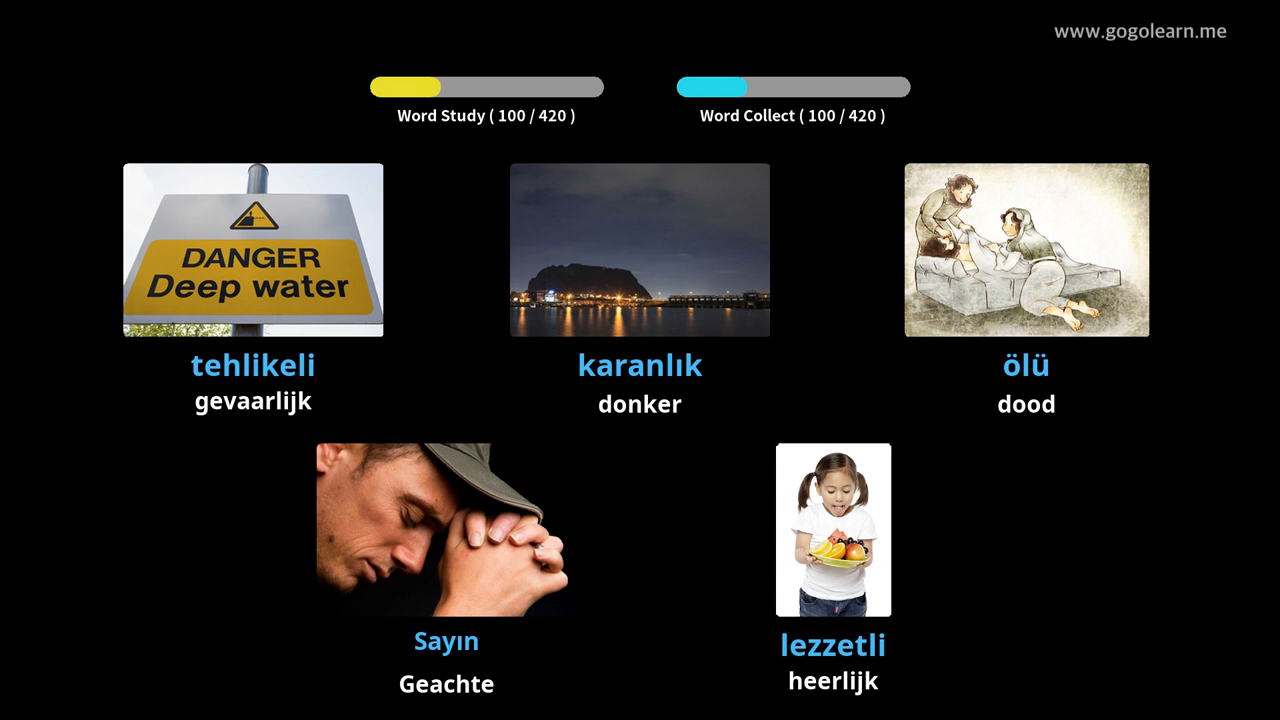 www.gogolearn.me
Word Study ( 100 / 420 )
Word Collect ( 100 / 420 )
DANGER
Deep water
tehlikeli
gevaarlijk
karanlık
donker
ölü
dood
Sayın
Geachte
lezzetli
heerlijk